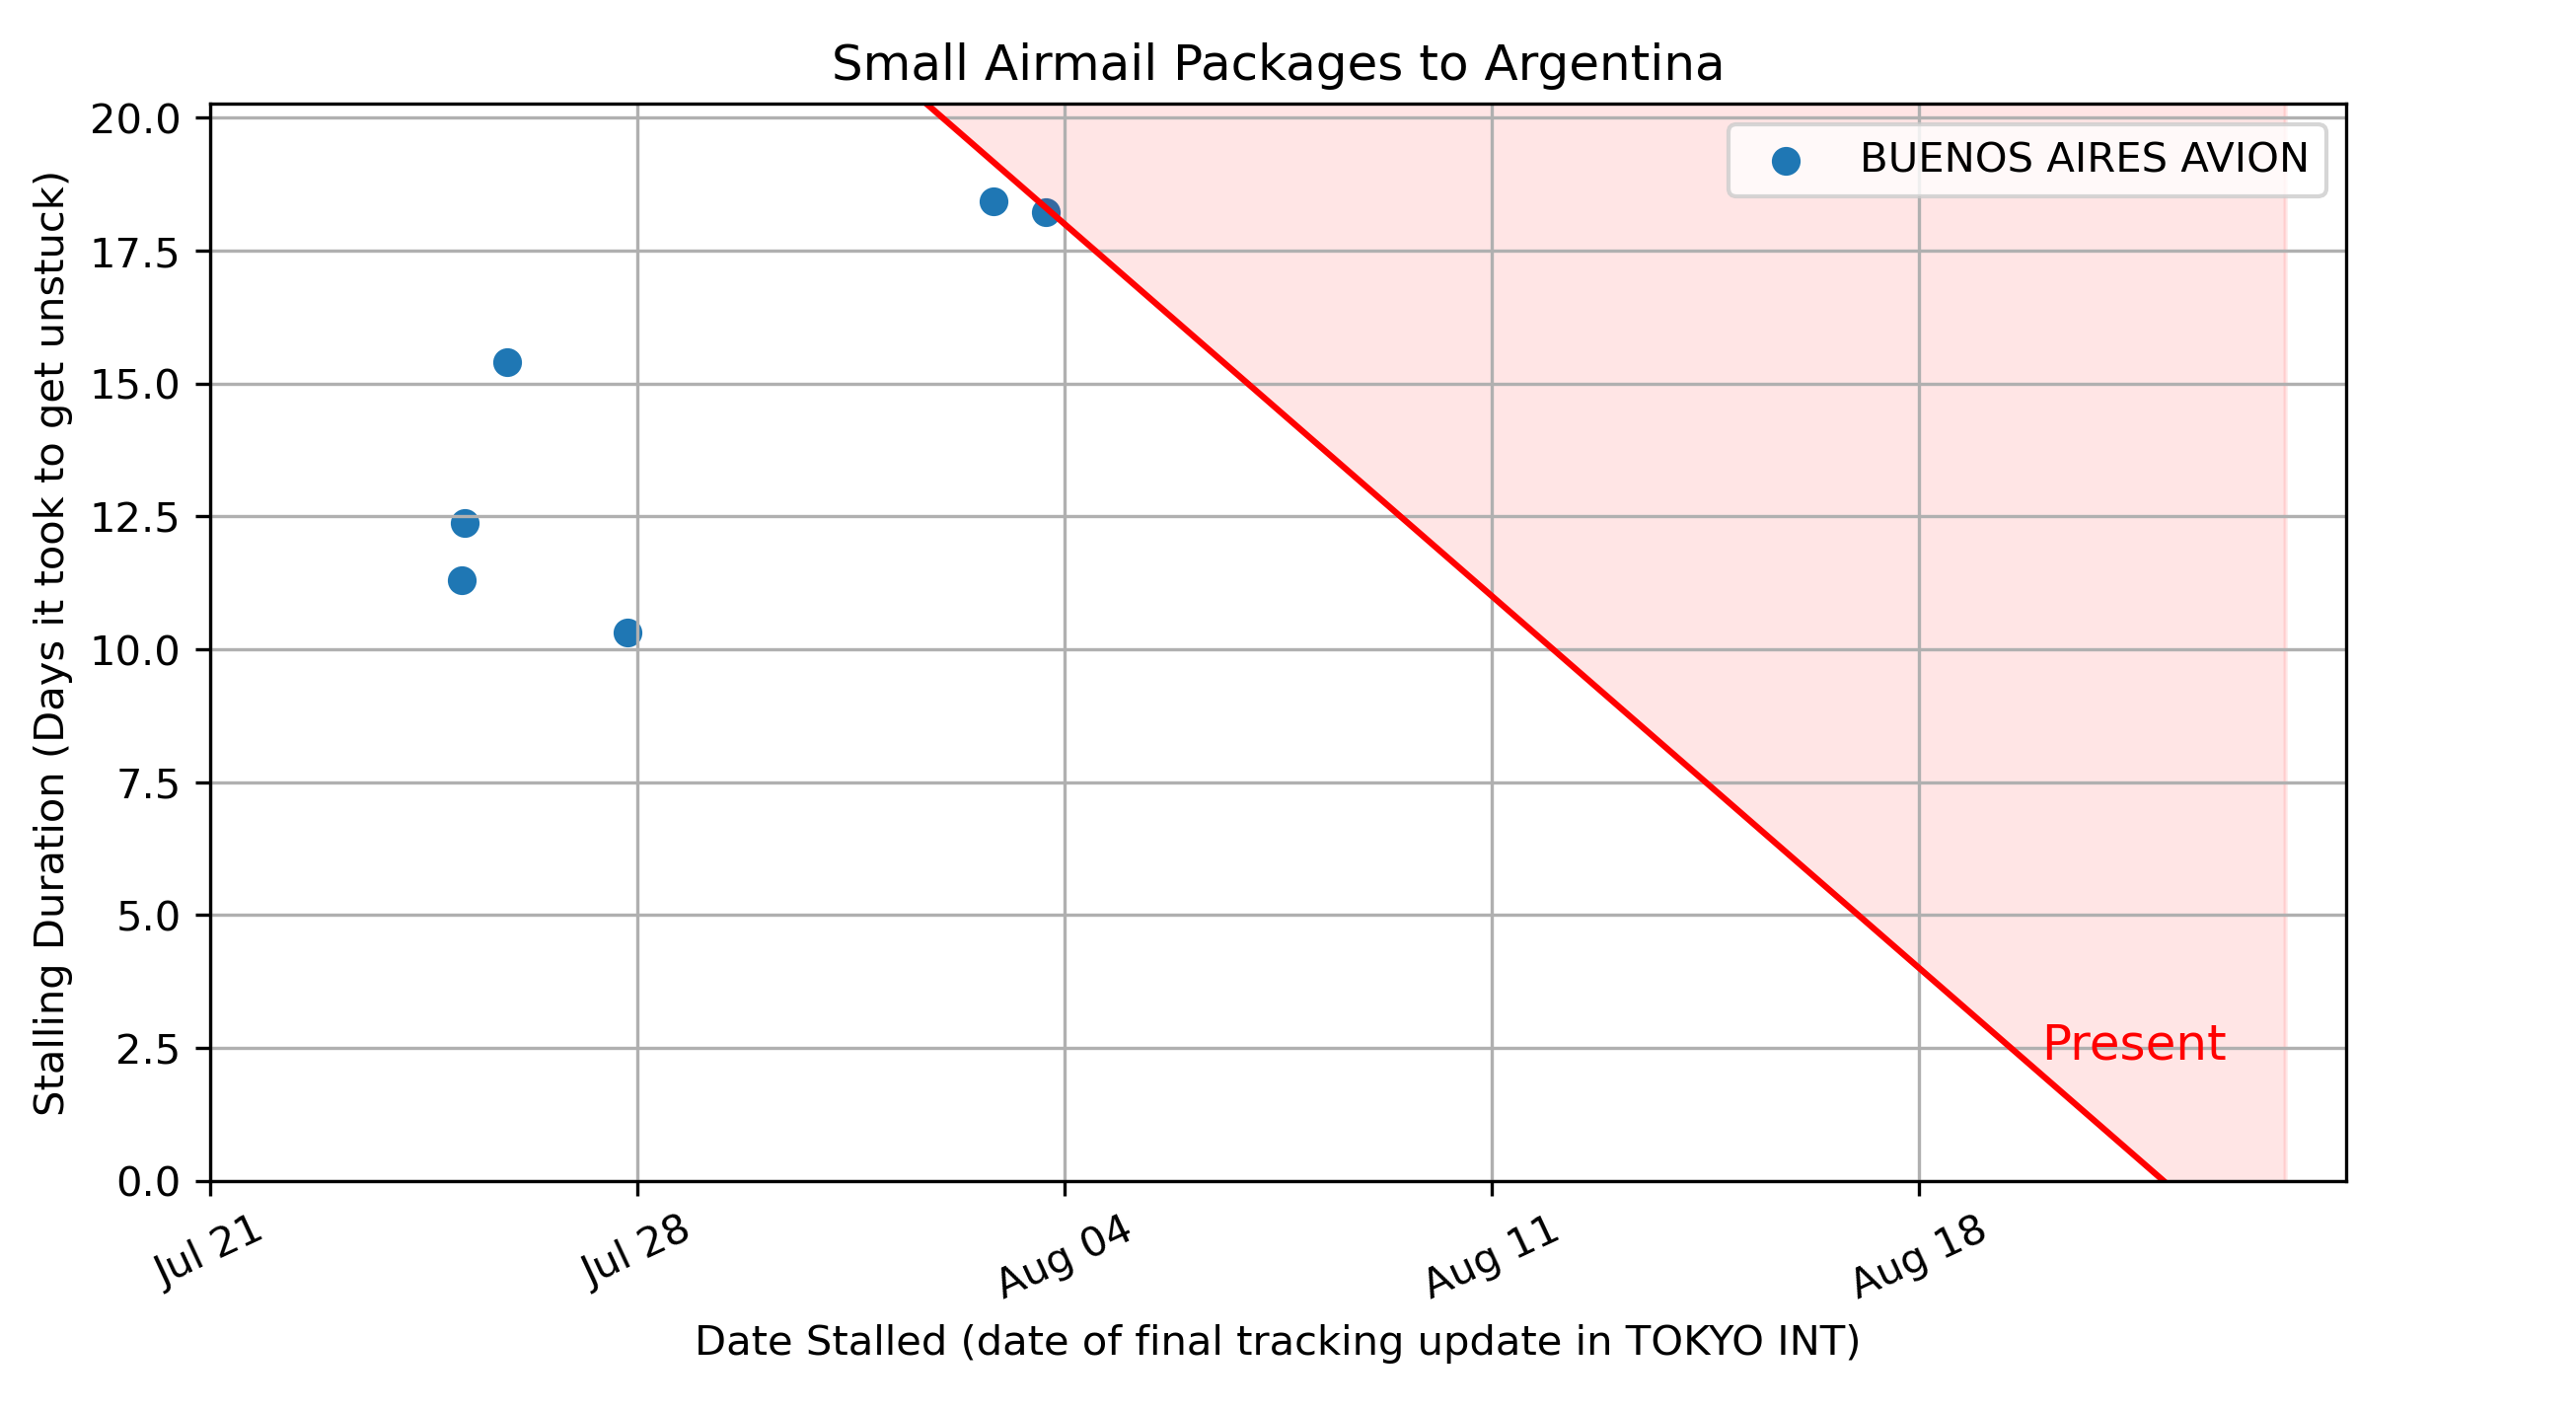 Small Airmail Packages to Argentina
BUENOS AIRES AVION
Stalling Duration (Days it took to get unstuck)
20.0
17.5
15.0
12.5
10.0
7.5
5.0
2.5
0.0
Present
Jul 21
Jul 28
Aug 04
Aug 11
Aug 18
Date Stalled (date of final tracking update in TOKYO INT)